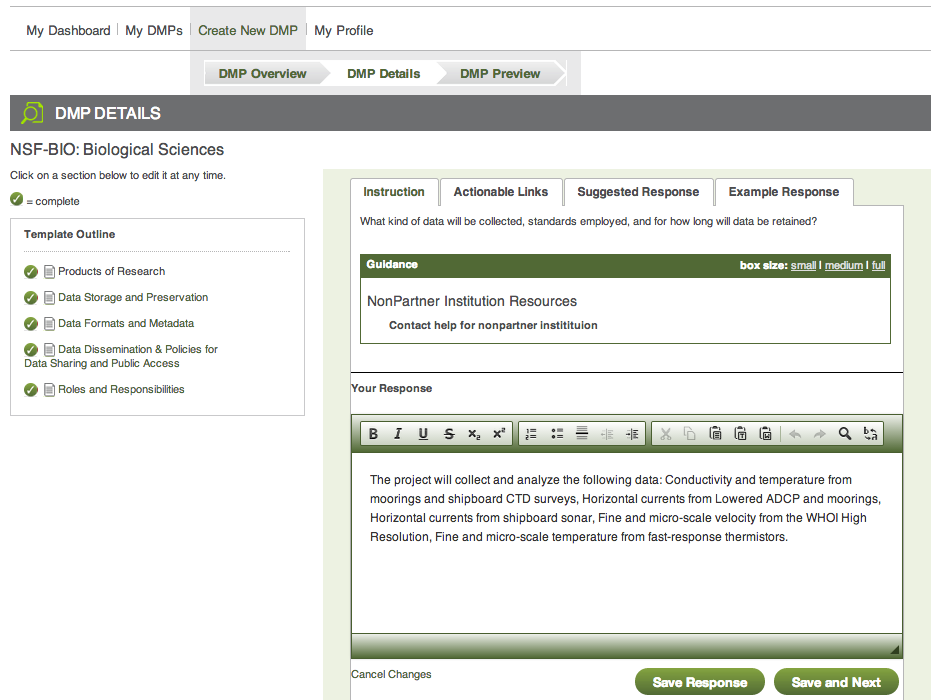 My Dashboard | My DMPs | Create New DMP | My Profile
DMP Overview DMP Details DMP Preview
DMP DETAILS
NSF-BIO: Biological Sciences
Click on a section below to edit it at any time.
= complete
Template Outline
Products of Research
Data Storage and Preservation
Data Formats and Metadata
Data Dissemination & Policies for
Data Sharing and Public Access
Roles and Responsibilities
Instruction Actionable Links Suggested Response Example Response
What kind of data will be collected, standards employed, and for how long will data be retained?
Guidance box size: small | medium | full
NonPartner Institution Resources
Contact help for nonpartner institituion
Your Response
B I U S x₂ x²
The project will collect and analyze the following data: Conductivity and temperature from
moorings and shipboard CTD surveys, Horizontal currents from Lowered ADCP and moorings,
Horizontal currents from shipboard sonar, Fine and micro-scale velocity from the WHOI High
Resolution, Fine and micro-scale temperature from fast-response thermistors.
Cancel Changes
Save Response Save and Next